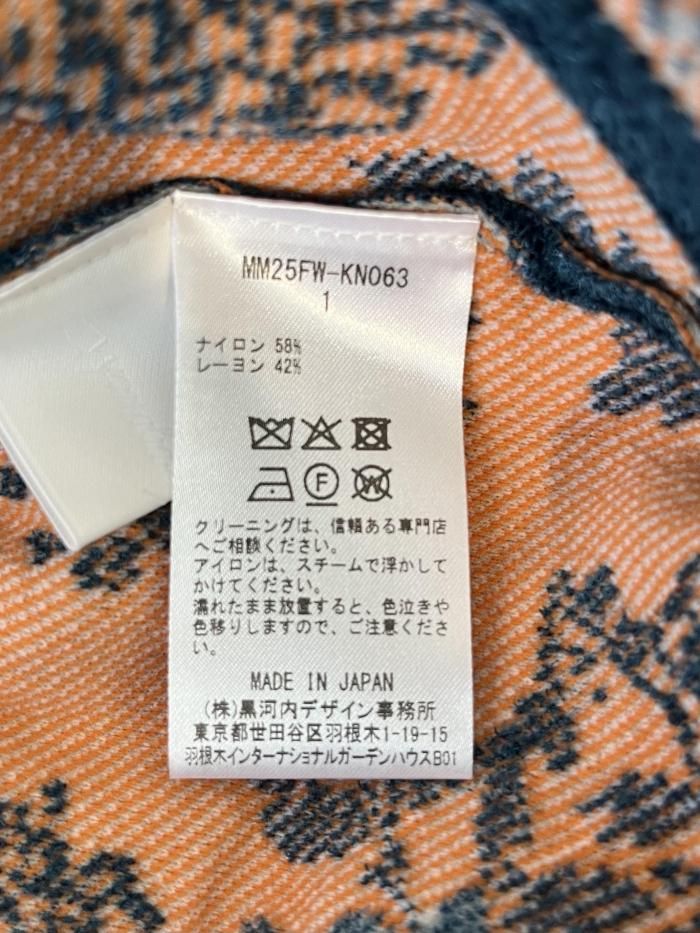 MM25FW-KN063
1
ナイロン 58%
レーヨン 42%
F
W
クリーニングは、信頼ある専門店
へご相談ください。
アイロンは、スチームで浮かして
かけてください。
濡れたまま放置すると、色泣きや
色移りしますので、ご注意くださ
い。
MADE IN JAPAN
(株)黒河内デザイン事務所
東京都世田谷区羽根木1-19-15
羽根木インターナショナルガーデンハウスB01